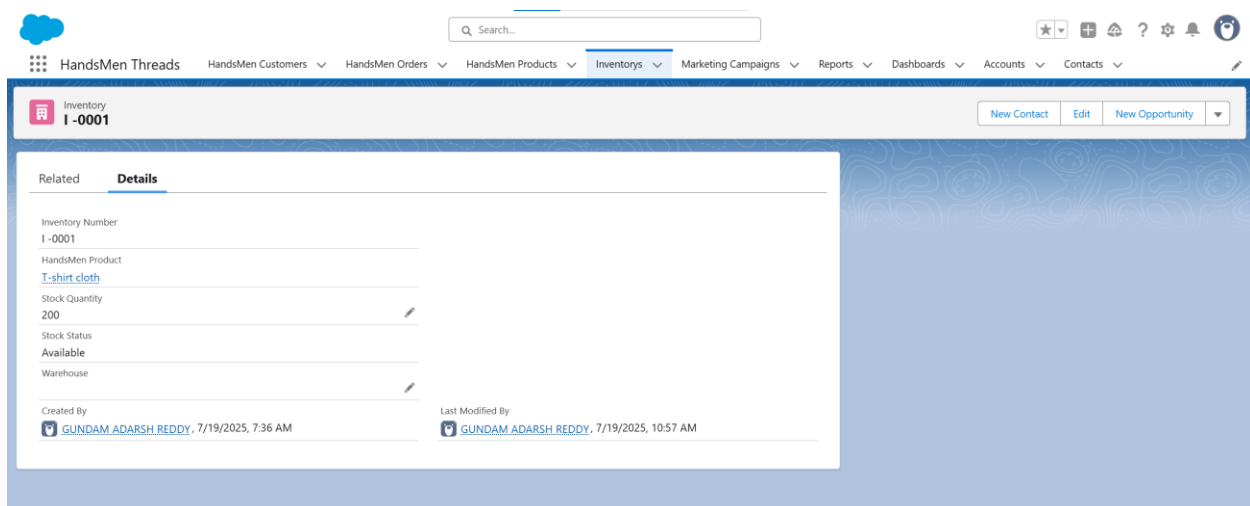 Search...
HandsMen Threads HandsMen Customers HandsMen Orders HandsMen Products Inventorys Marketing Campaigns Reports Dashboards Accounts Contacts
Inventory
I -0001
New Contact Edit New Opportunity
Related Details
Inventory Number
I -0001
HandsMen Product
T-shirt cloth
Stock Quantity
200
Stock Status
Available
Warehouse
Created By Last Modified By
GUNDAM ADARSH REDDY, 7/19/2025, 7:36 AM GUNDAM ADARSH REDDY, 7/19/2025, 10:57 AM